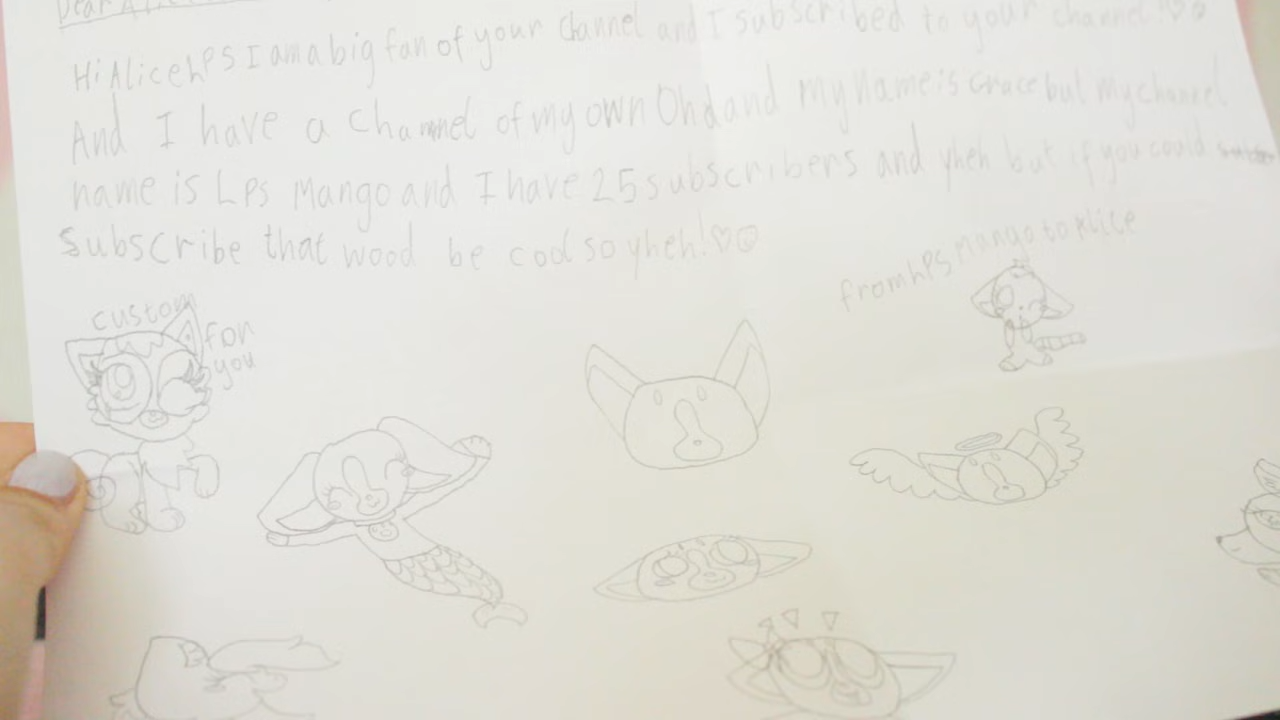 Dear Alice
Hi Alice LPS I am a big fan of your channel and I subscribed to your channel!
And I have a channel of my own Oh and my name is Grace but my channel
name is Lps Mango and I have 25 subscribers and yheh but if you could
Subscribe that wood be cool so yheh!
from LPS Mango to Alice
custom
for
you